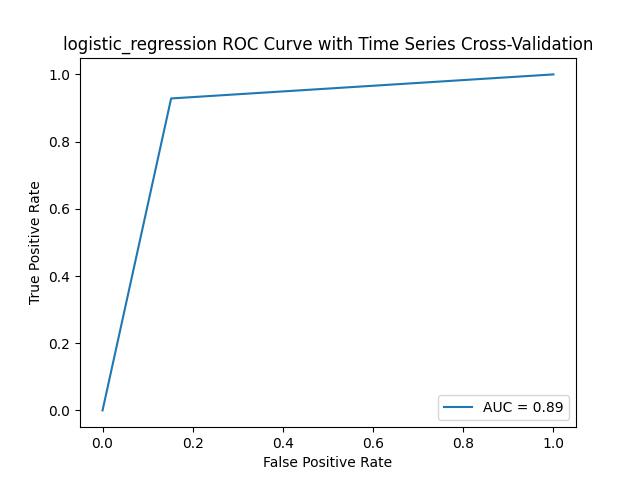 logistic_regression ROC Curve with Time Series Cross-Validation
1.0
0.8
0.6
0.4
0.2
0.0
True Positive Rate
AUC = 0.89
0.0 0.2 0.4 0.6 0.8 1.0
False Positive Rate